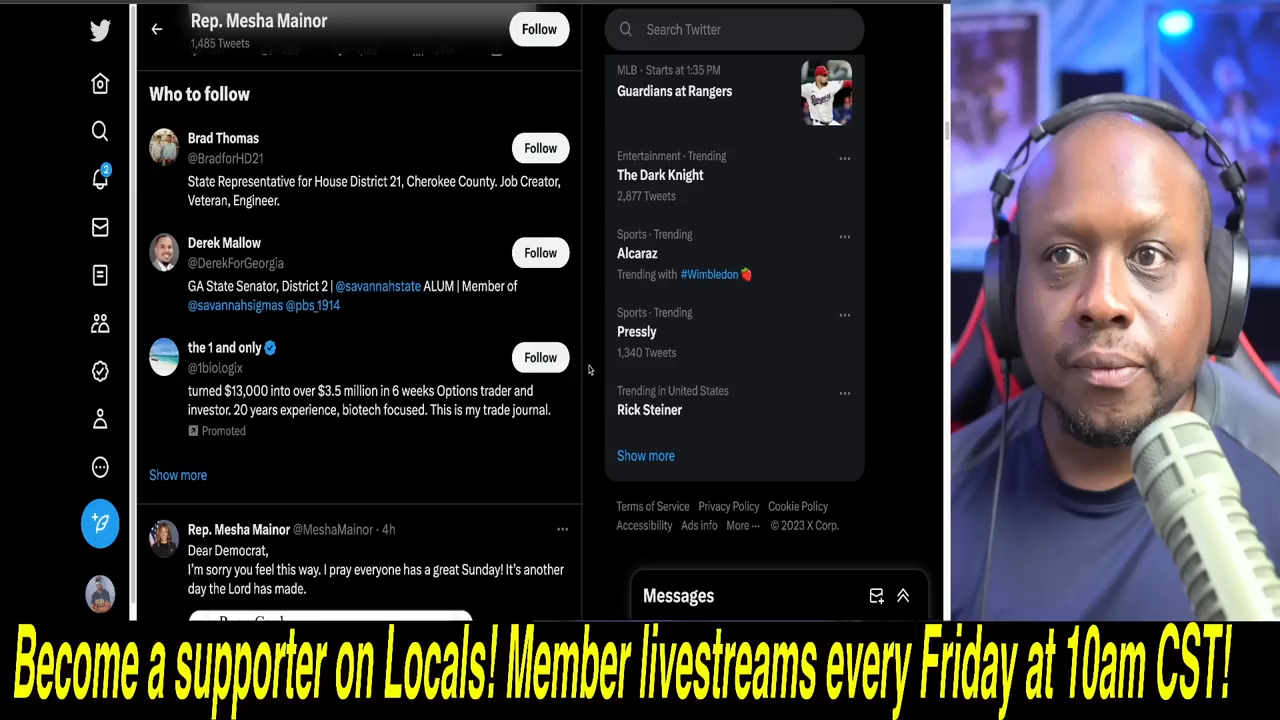 Rep. Mesha Mainor
1,485 Tweets
Follow
Who to follow
Brad Thomas
@BradforHD21
Follow
State Representative for House District 21, Cherokee County. Job Creator,
Veteran, Engineer.
Derek Mallow
@DerekForGeorgia
Follow
GA State Senator, District 2 | @savannahstate ALUM | Member of
@savannahsigmas @pbs_1914
the 1 and only
@1biologix
Follow
turned $13,000 into over $3.5 million in 6 weeks Options trader and
investor. 20 years experience, biotech focused. This is my trade journal.
Promoted
Show more
Rep. Mesha Mainor @MeshaMainor · 4h
Dear Democrat,
I'm sorry you feel this way. I pray everyone has a great Sunday! It's another
day the Lord has made.
2
Search Twitter
MLB · Starts at 1:35 PM
Guardians at Rangers
Entertainment · Trending
The Dark Knight
2,877 Tweets
Sports · Trending
Alcaraz
Trending with #Wimbledon
Sports · Trending
Pressly
1,340 Tweets
Trending in United States
Rick Steiner
Show more
Terms of Service Privacy Policy Cookie Policy
Accessibility Ads info More ··· © 2023 X Corp.
Messages
Become a supporter on Locals! Member livestreams every Friday at 10am CST!